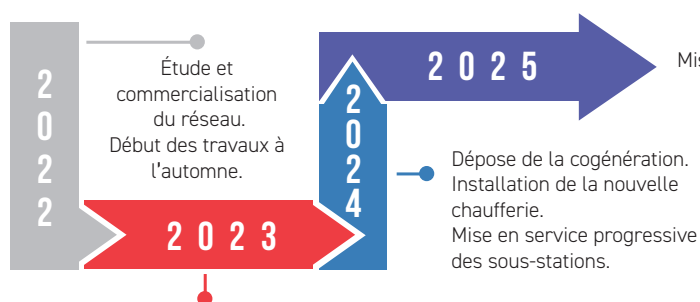 2022
Étude et
commercialisation
du réseau.
Début des travaux à
l'automne.
2023
2024
Dépose de la cogénération.
Installation de la nouvelle
chaufferie.
Mise en service progressive
des sous-stations.
2025